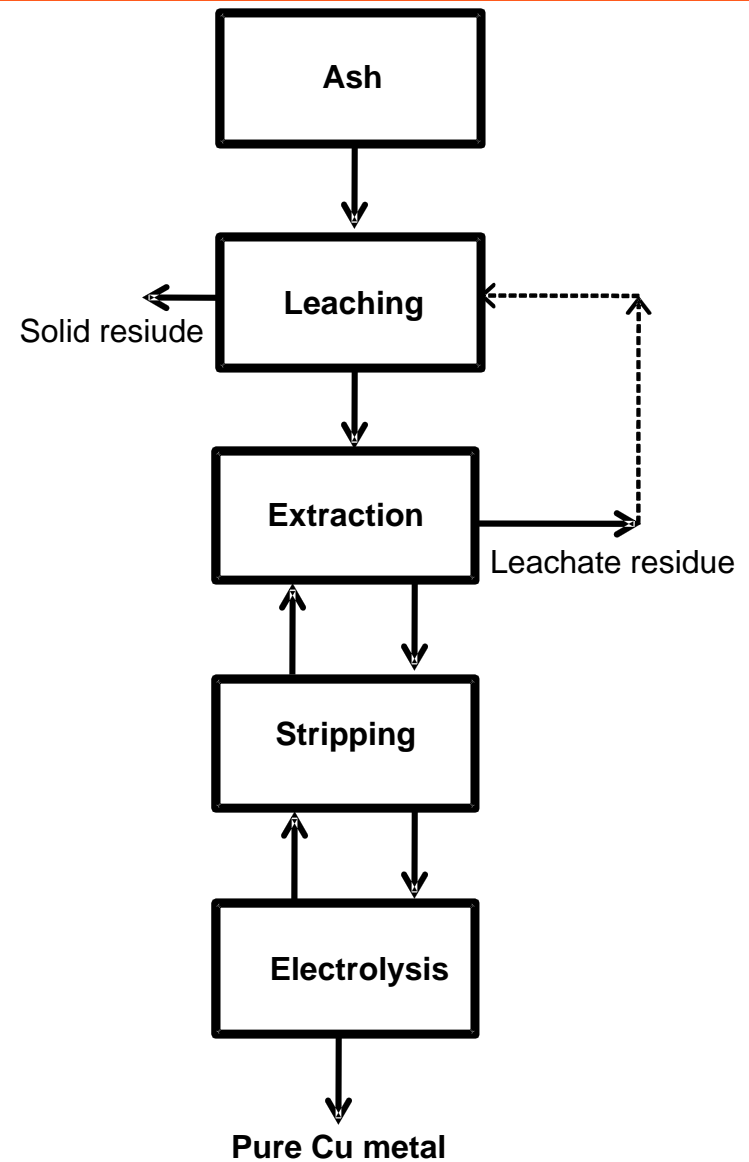 Ash
Leaching
Solid resiude
Extraction
Leachate residue
Stripping
Electrolysis
Pure Cu metal